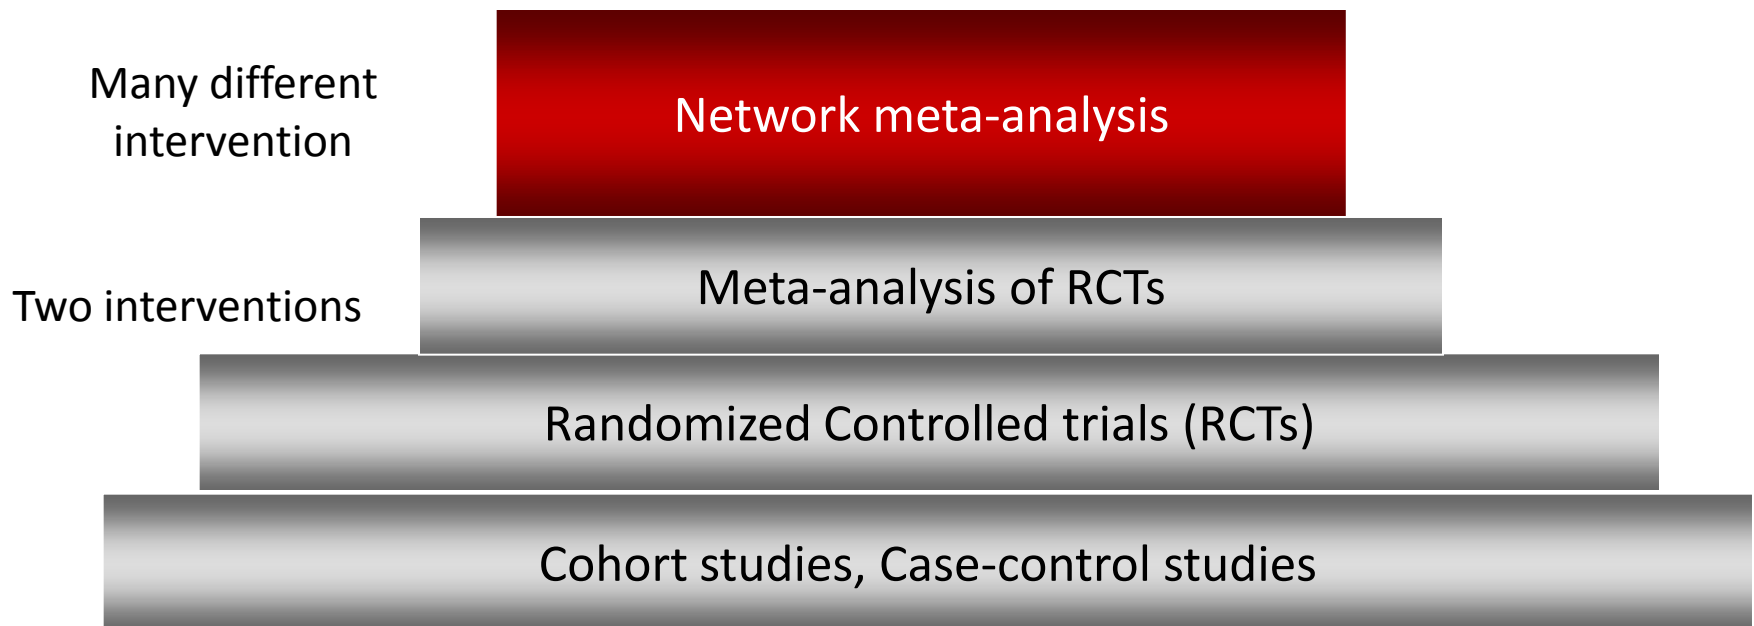 Many different
intervention
Network meta-analysis
Two interventions
Meta-analysis of RCTs
Randomized Controlled trials (RCTs)
Cohort studies, Case-control studies